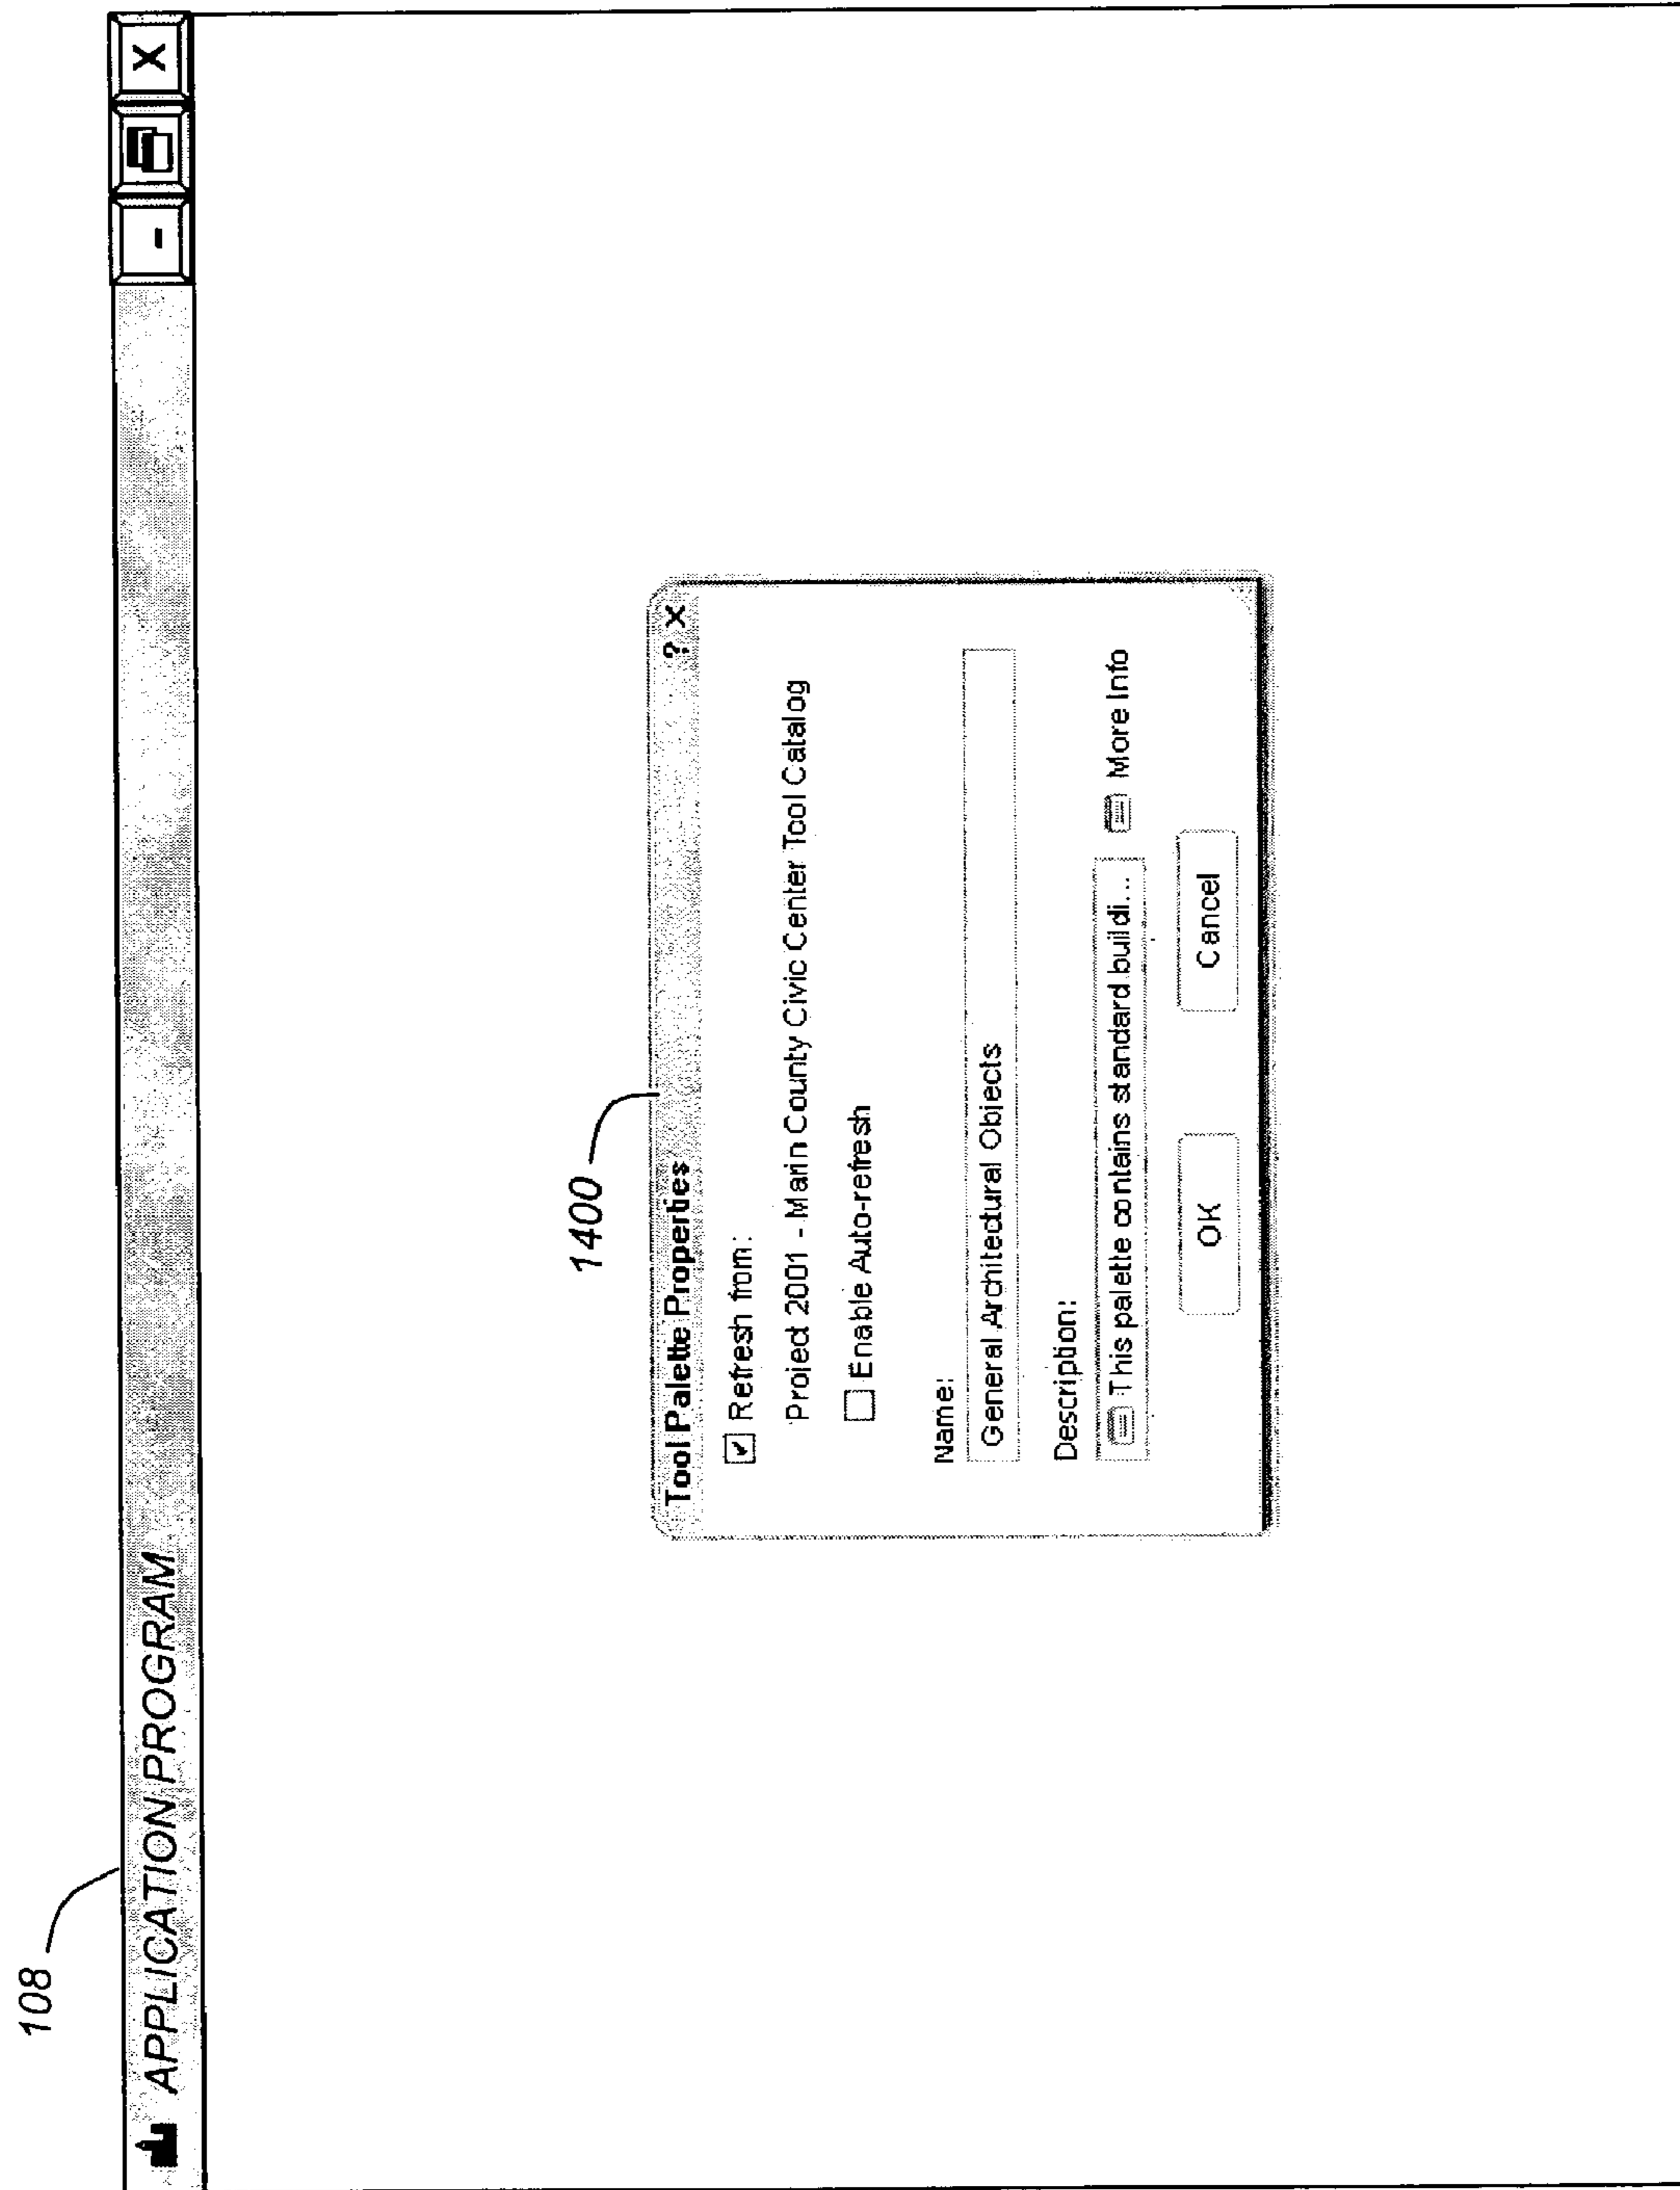 108
APPLICATION PROGRAM
- X
1400
Tool Palette Properties ? X
Refresh from:
Project 2001 - Marin County Civic Center Tool Catalog
Enable Auto-refresh
Name:
General Architectural Objects
Description:
This palette contains standard buildi... More Info
OK Cancel